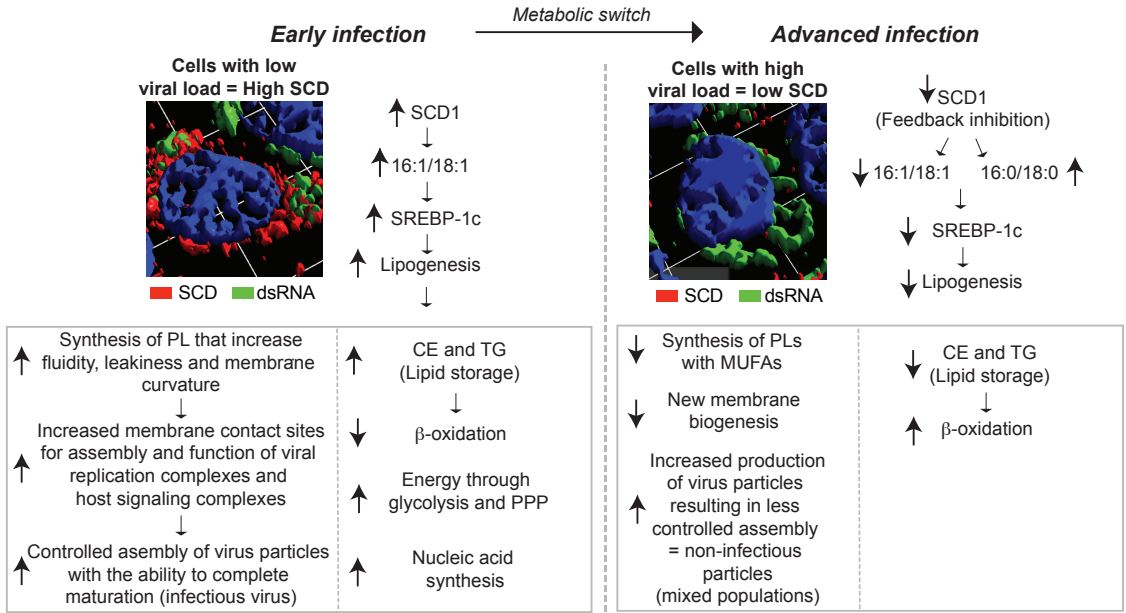 Metabolic switch
Early infection
Advanced infection
Cells with low
viral load = High SCD
SCD1
16:1/18:1
SREBP-1c
Lipogenesis
SCD dsRNA
Synthesis of PL that increase
fluidity, leakiness and membrane
curvature
Increased membrane contact sites
for assembly and function of viral
replication complexes and
host signaling complexes
Controlled asembly of virus particles
with the ability to complete
maturation (infectious virus)
CE and TG
(Lipid storage)
β-oxidation
Energy through
glycolysis and PPP
Nucleic acid
synthesis
Cells with high
viral load = low SCD
SCD1
(Feedback inhibition)
16:1/18:1 16:0/18:0
SREBP-1c
Lipogenesis
SCD dsRNA
Synthesis of PLs
with MUFAs
New membrane
biogenesis
Increased production
of virus particles
resulting in less
controlled assembly
= non-infectious
particles
(mixed populations)
CE and TG
(Lipid storage)
β-oxidation